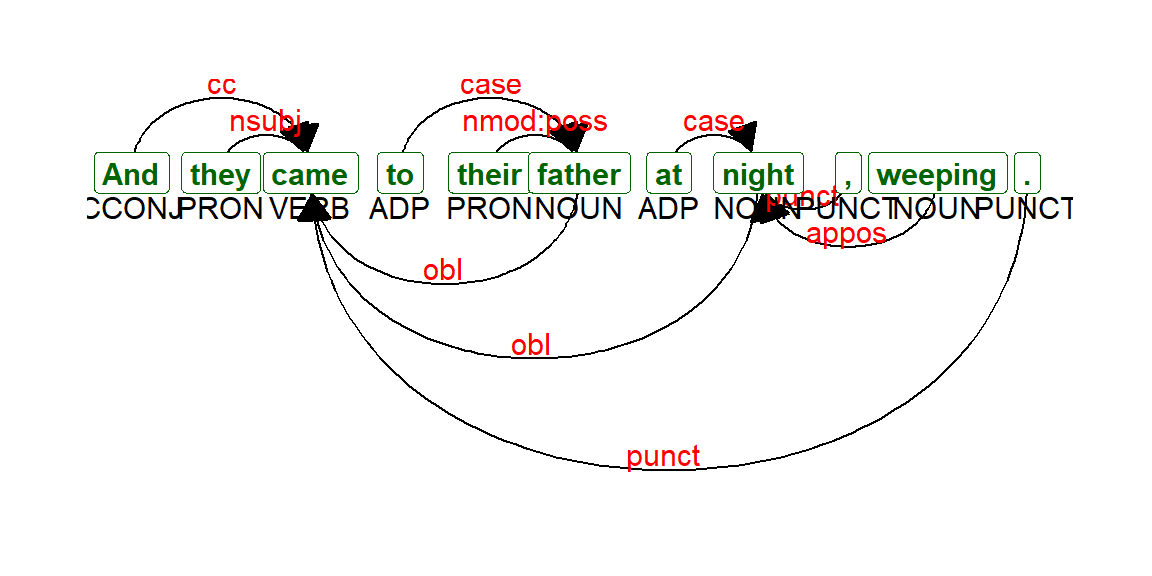 cc case
nsubj nmod:poss case
And they came to their father at night , weeping .
punct
CCONJ PRON VERB ADP PRON NOUN ADP NOUN PUNCT NOUN PUNCT
appos
obl
obl
punct